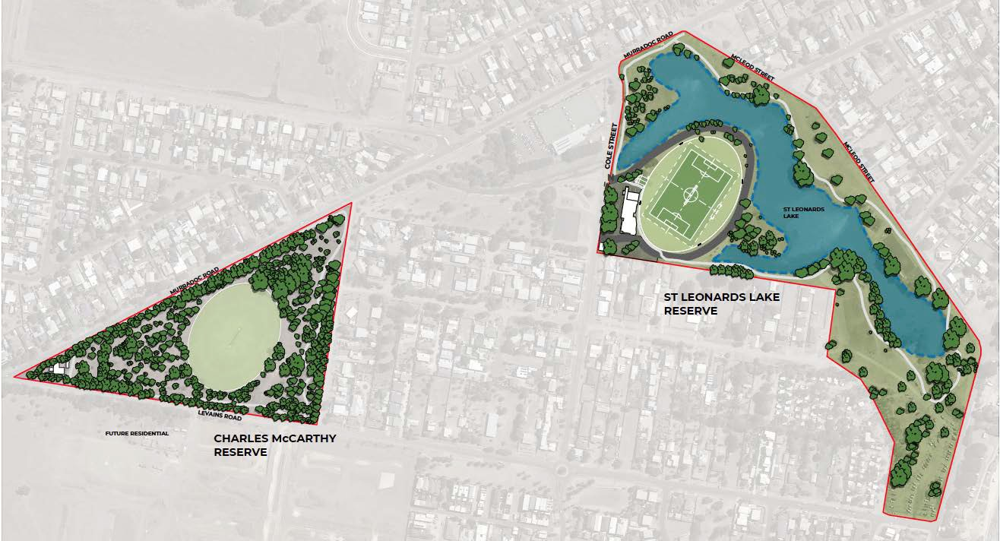 MURRADOC ROAD
MCLEOD STREET
COLE STREET
MCLEOD STREET
ST LEONARDS
LAKE
MURRADOC ROAD
ST LEONARDS LAKE
RESERVE
LEVAINS ROAD
FUTURE RESIDENTIAL
CHARLES McCARTHY
RESERVE